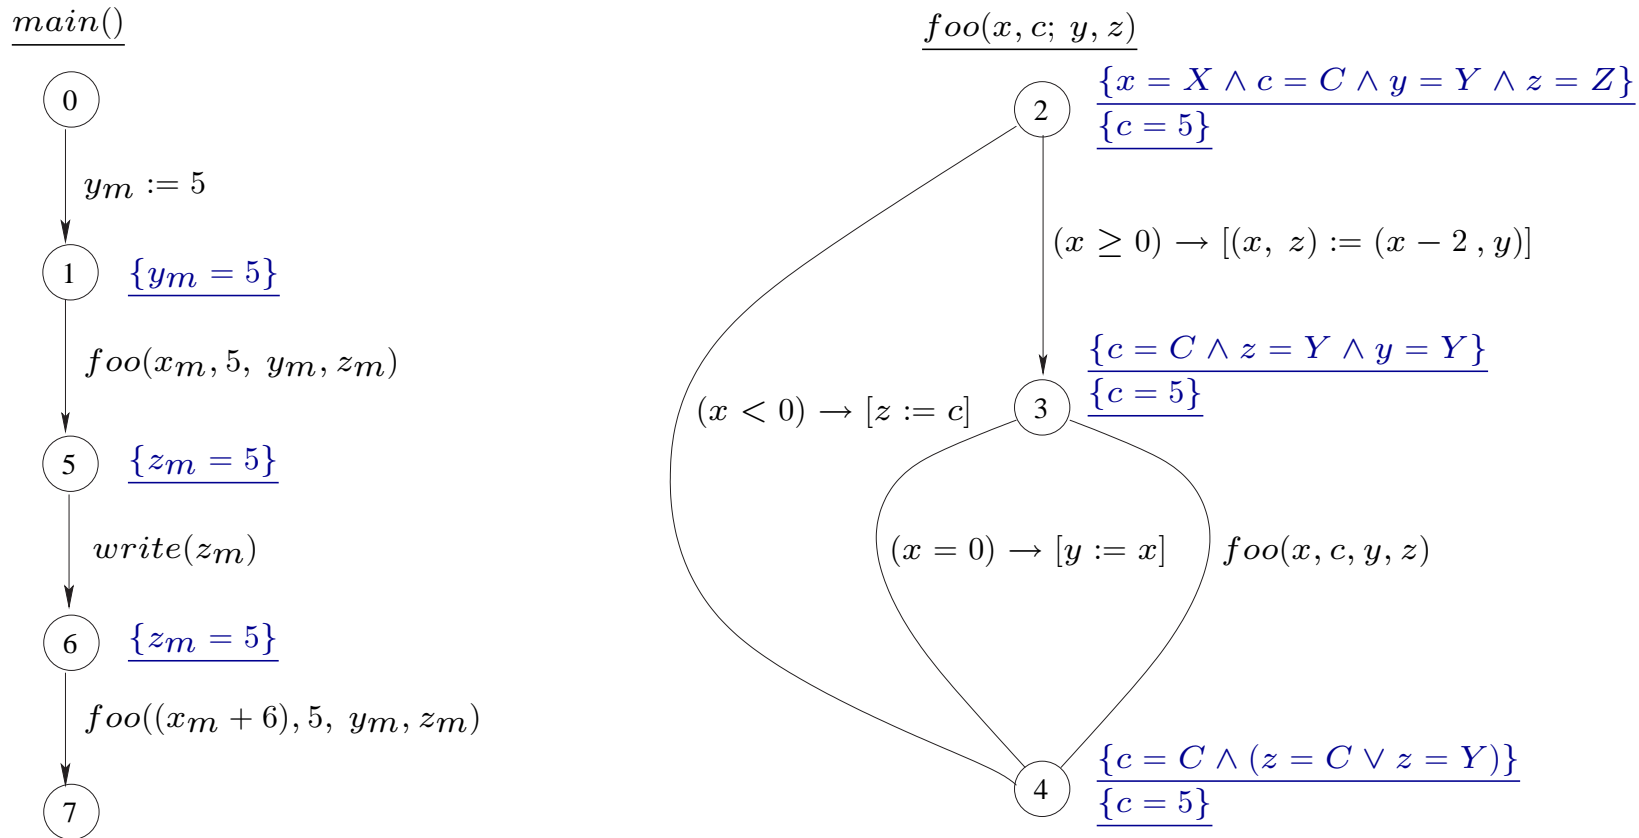 main()
0
y_m := 5
1
{y_m = 5}
foo(x_m, 5, y_m, z_m)
5
{z_m = 5}
write(z_m)
6
{z_m = 5}
foo((x_m + 6), 5, y_m, z_m)
7
foo(x, c; y, z)
2
{x = X ∧ c = C ∧ y = Y ∧ z = Z}
{c = 5}
(x ≥ 0) → [(x, z) := (x − 2 , y)]
{c = C ∧ z = Y ∧ y = Y}
3
{c = 5}
(x < 0) → [z := c]
(x = 0) → [y := x]
foo(x, c, y, z)
4
{c = C ∧ (z = C ∨ z = Y)}
{c = 5}